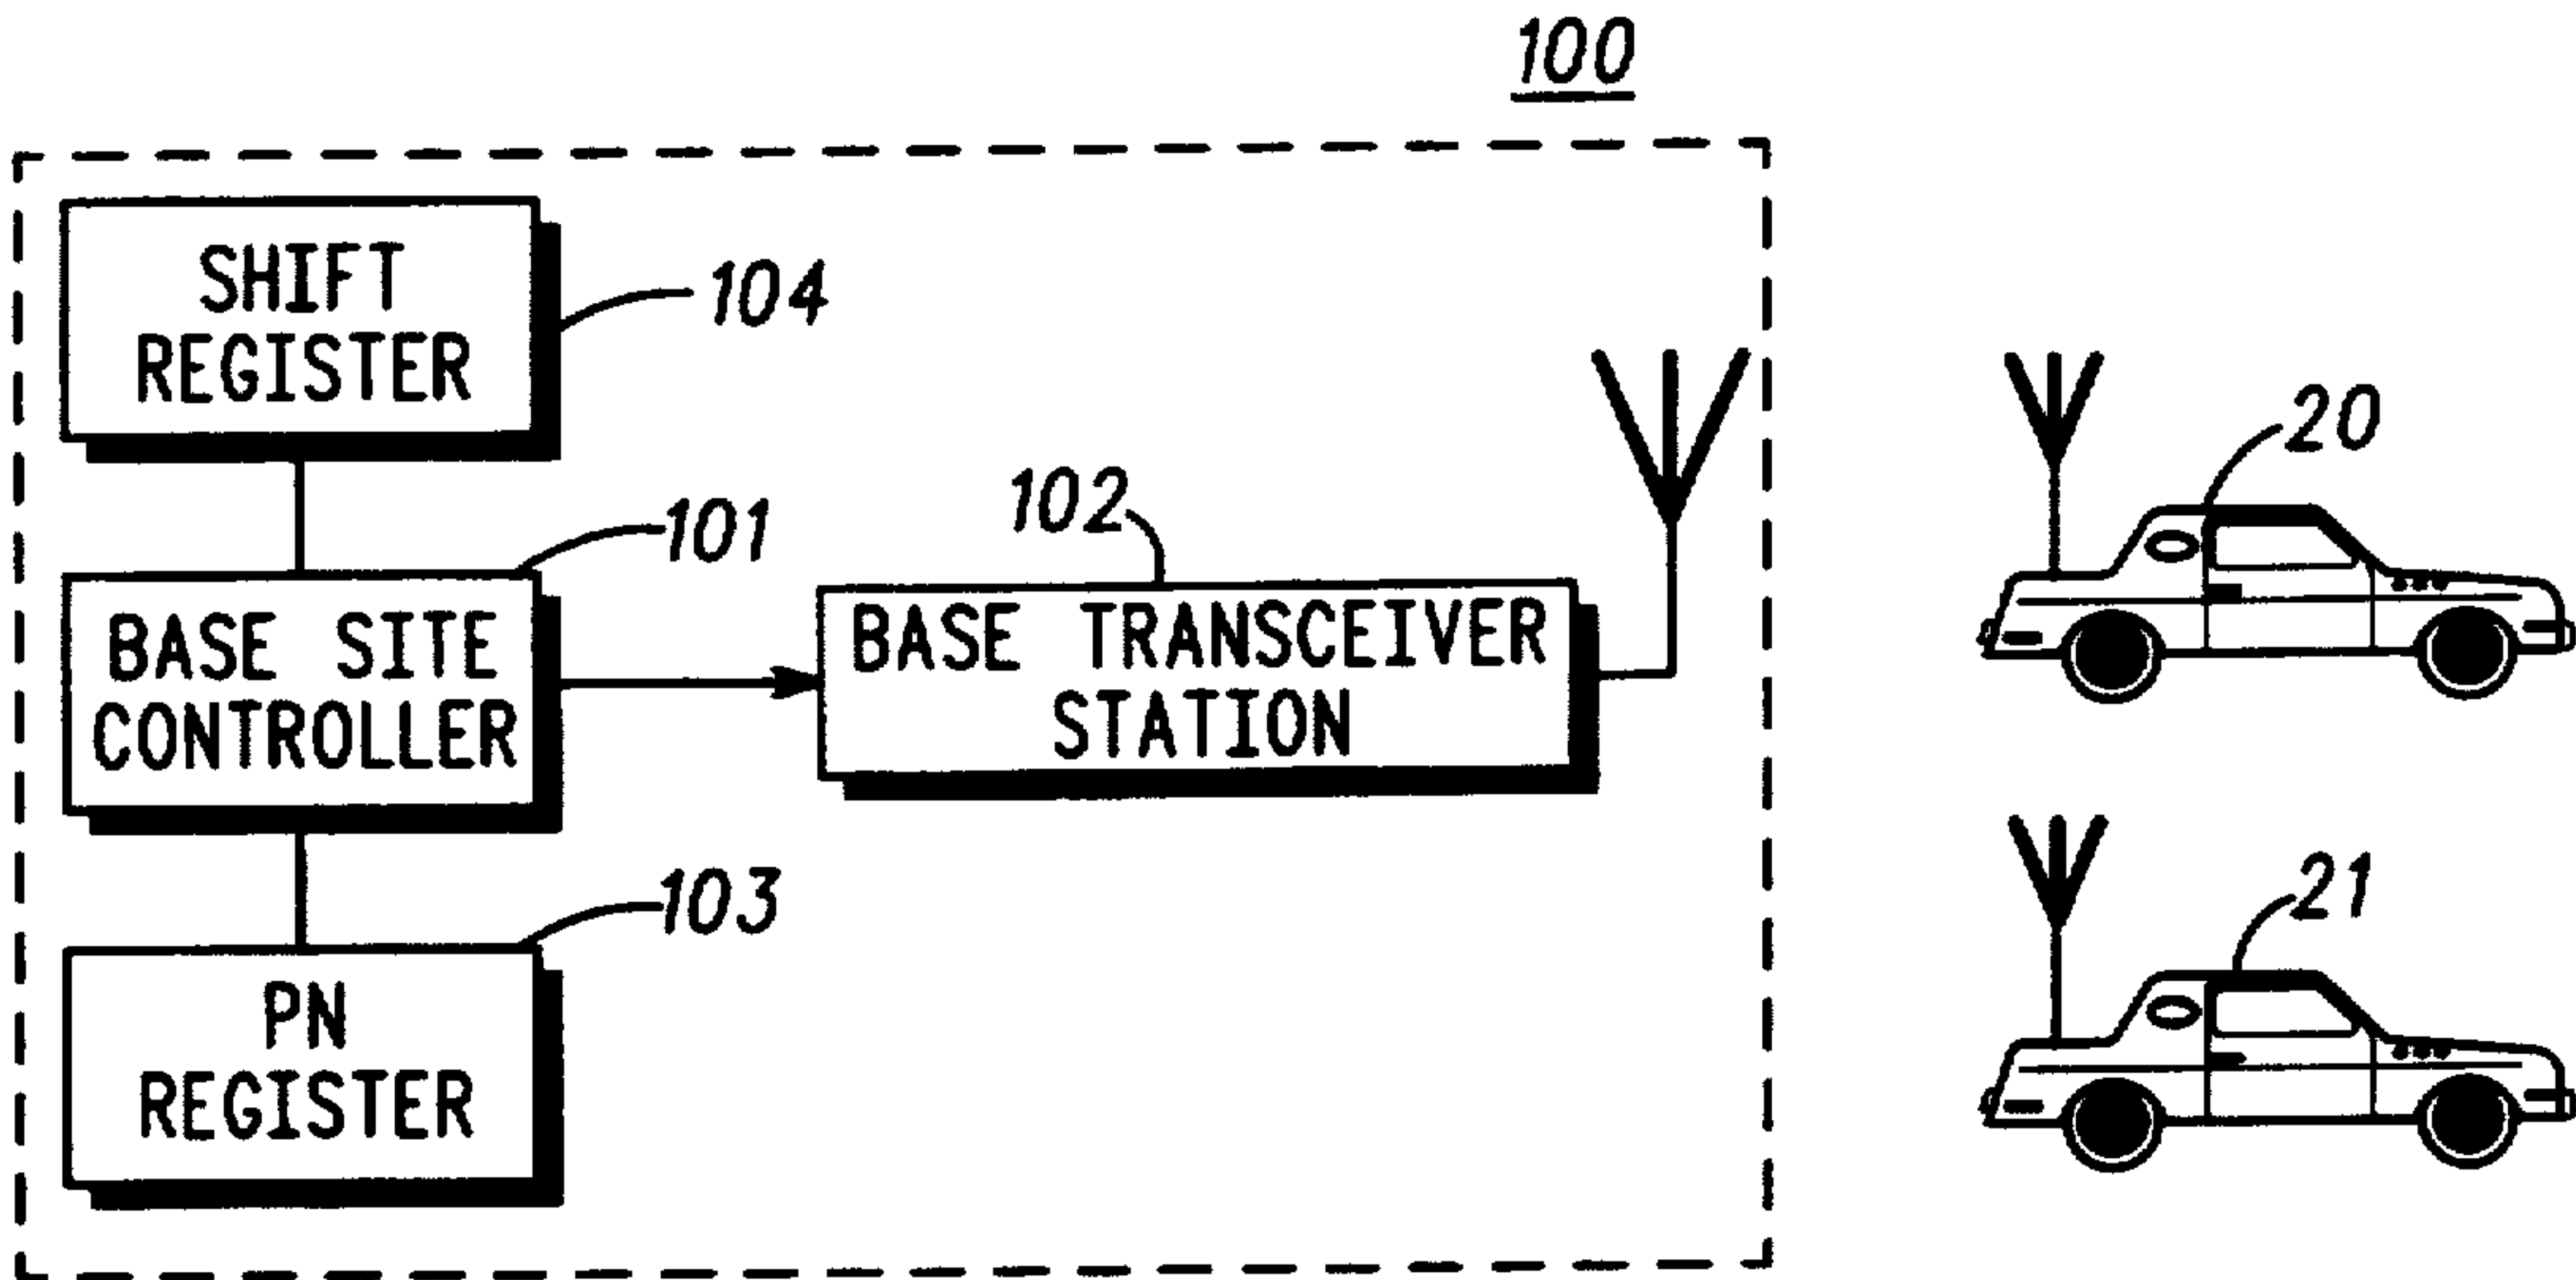 100
SHIFT
REGISTER
104
20
101
102
BASE SITE
CONTROLLER
BASE TRANSCEIVER
STATION
103
21
PN
REGISTER